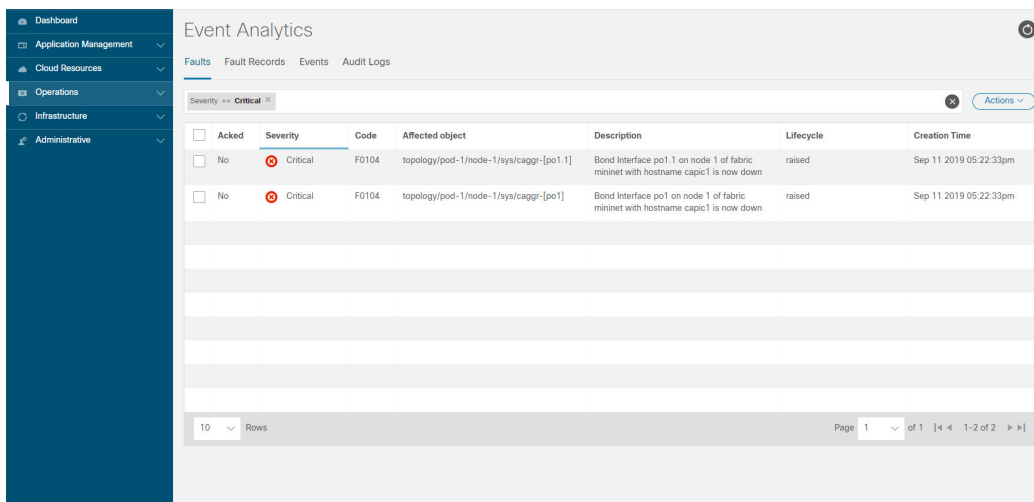 Dashboard
Application Management
Cloud Resources
Operations
Infrastructure
Administrative
Event Analytics
Faults Fault Records Events Audit Logs
Severity == Critical ×
Actions
Acked Severity Code Affected object Description Lifecycle Creation Time
No Critical F0104 topology/pod-1/node-1/sys/caggr-[po1.1] Bond Interface po1.1 on node 1 of fabric raised Sep 11 2019 05:22:33pm
mininet with hostname capic1 is now down
No Critical F0104 topology/pod-1/node-1/sys/caggr-[po1] Bond Interface po1 on node 1 of fabric raised Sep 11 2019 05:22:33pm
mininet with hostname capic1 is now down
10 Rows Page 1 of 1 1-2 of 2